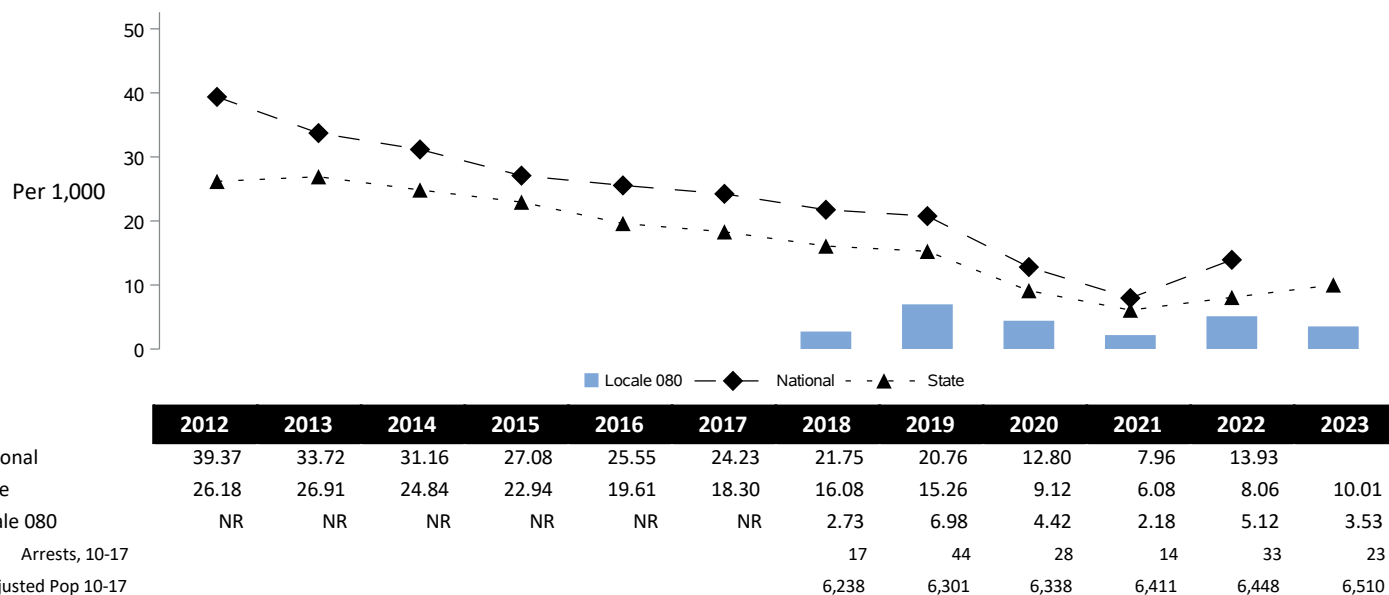 50
40
30
Per 1,000
20
10
0
Locale 080 National State
2012 2013 2014 2015 2016 2017 2018 2019 2020 2021 2022 2023
onal 39.37 33.72 31.16 27.08 25.55 24.23 21.75 20.76 12.80 7.96 13.93
e 26.18 26.91 24.84 22.94 19.61 18.30 16.08 15.26 9.12 6.08 8.06 10.01
ale 080 NR NR NR NR NR NR 2.73 6.98 4.42 2.18 5.12 3.53
Arrests, 10-17 17 44 28 14 33 23
justed Pop 10-17 6,238 6,301 6,338 6,411 6,448 6,510